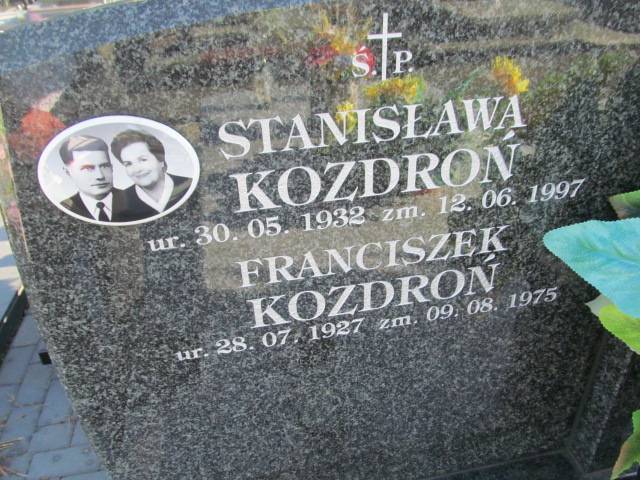 Ś. P.
STANISŁAWA
KOZDROŃ
ur. 30. 05. 1932 zm. 12. 06. 1997
FRANCISZEK
KOZDROŃ
ur. 28. 07. 1927 zm. 09. 08. 1975